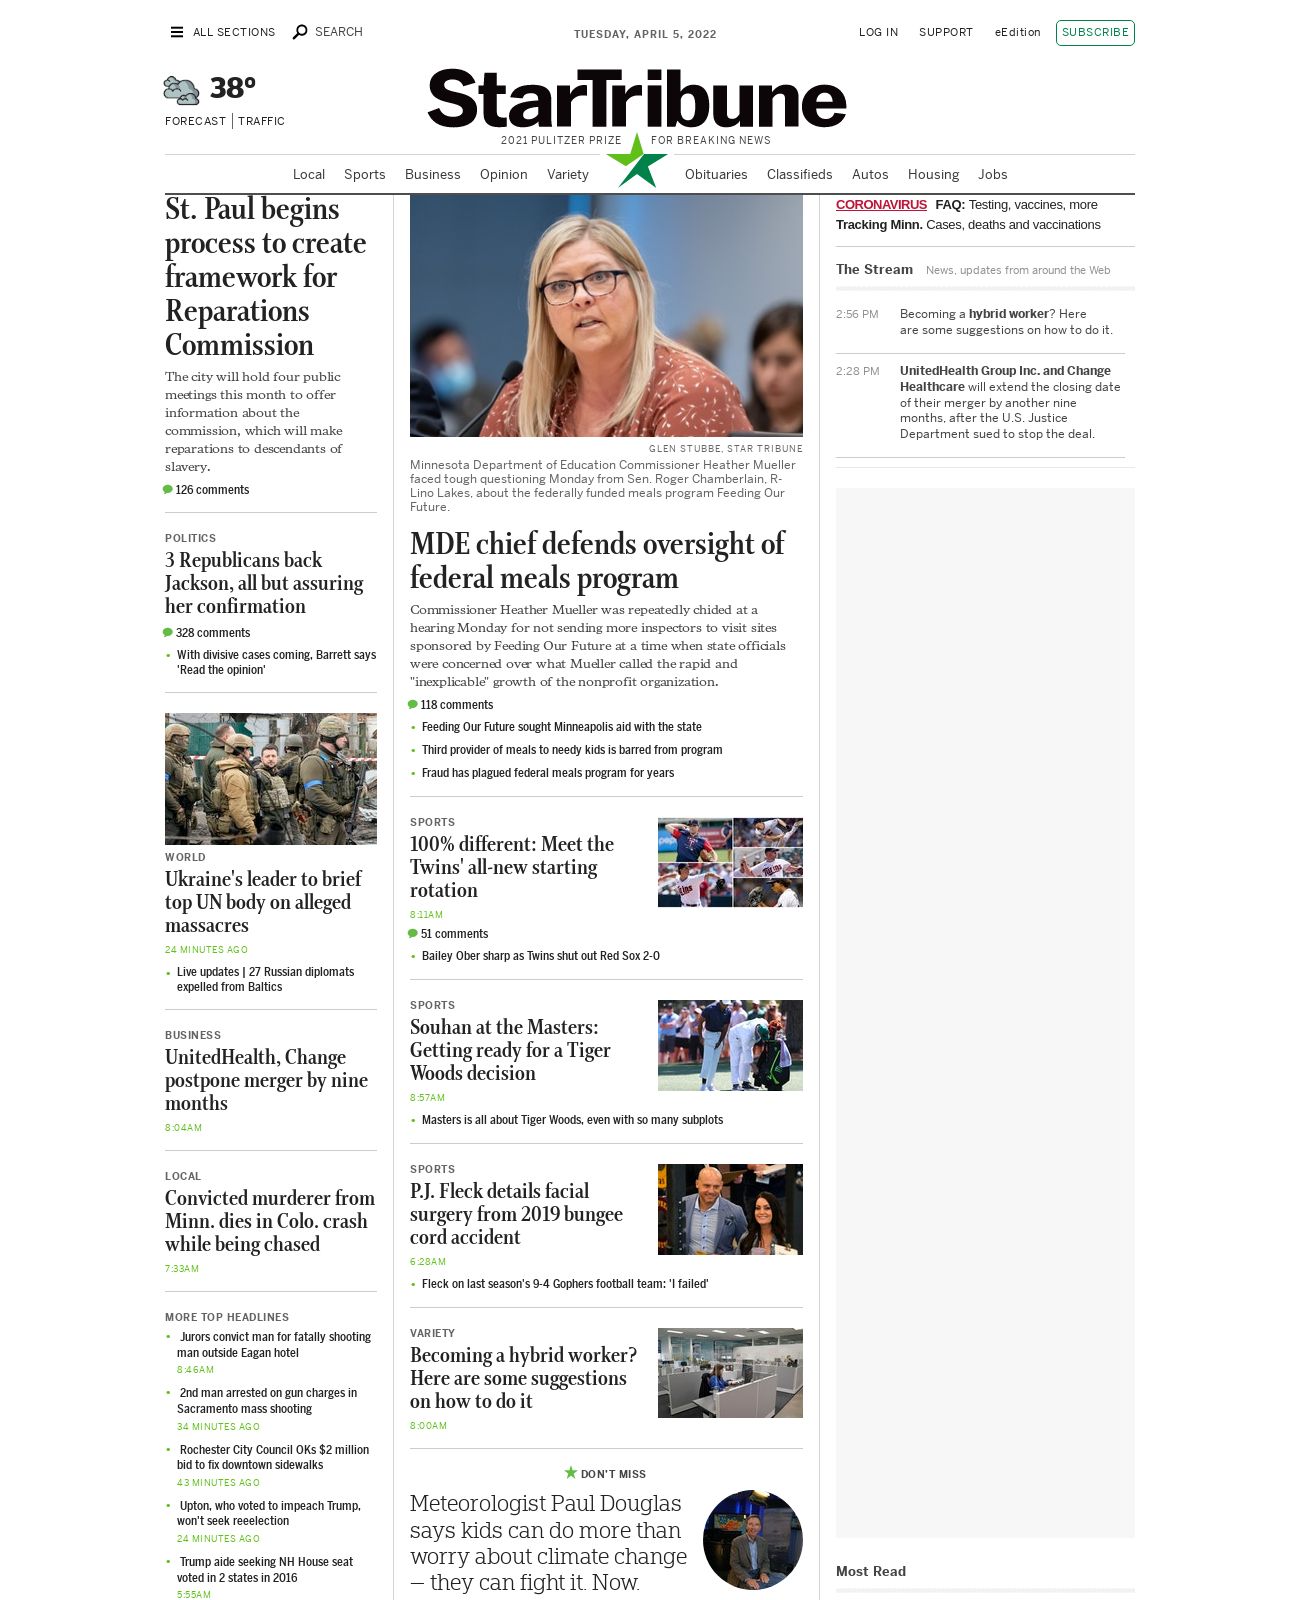 ALL SECTIONS
SEARCH
TUESDAY, APRIL 5, 2022
LOG IN
SUPPORT
eEdition
SUBSCRIBE
38°
FORECAST
TRAFFIC
StarTribune
2021 PULITZER PRIZE
FOR BREAKING NEWS
Local
Sports
Business
Opinion
Variety
Obituaries
Classifieds
Autos
Housing
Jobs
St. Paul begins
process to create
framework for
Reparations
Commission
The city will hold four public
meetings this month to offer
information about the
commission, which will make
reparations to descendants of
slavery.
126 comments
POLITICS
3 Republicans back
Jackson, all but assuring
her confirmation
328 comments
With divisive cases coming, Barrett says
'Read the opinion'
WORLD
Ukraine's leader to brief
top UN body on alleged
massacres
24 MINUTES AGO
Live updates | 27 Russian diplomats
expelled from Baltics
BUSINESS
UnitedHealth, Change
postpone merger by nine
months
8:04AM
LOCAL
Convicted murderer from
Minn. dies in Colo. crash
while being chased
7:33AM
MORE TOP HEADLINES
Jurors convict man for fatally shooting
man outside Eagan hotel
8:46AM
2nd man arrested on gun charges in
Sacramento mass shooting
34 MINUTES AGO
Rochester City Council OKs $2 million
bid to fix downtown sidewalks
43 MINUTES AGO
Upton, who voted to impeach Trump,
won't seek reeelection
24 MINUTES AGO
Trump aide seeking NH House seat
voted in 2 states in 2016
5:55AM
GLEN STUBBE, STAR TRIBUNE
Minnesota Department of Education Commissioner Heather Mueller
faced tough questioning Monday from Sen. Roger Chamberlain, R-
Lino Lakes, about the federally funded meals program Feeding Our
Future.
MDE chief defends oversight of
federal meals program
Commissioner Heather Mueller was repeatedly chided at a
hearing Monday for not sending more inspectors to visit sites
sponsored by Feeding Our Future at a time when state officials
were concerned over what Mueller called the rapid and
"inexplicable" growth of the nonprofit organization.
118 comments
Feeding Our Future sought Minneapolis aid with the state
Third provider of meals to needy kids is barred from program
Fraud has plagued federal meals program for years
SPORTS
100% different: Meet the
Twins' all-new starting
rotation
8:11AM
51 comments
Bailey Ober sharp as Twins shut out Red Sox 2-0
SPORTS
Souhan at the Masters:
Getting ready for a Tiger
Woods decision
8:57AM
Masters is all about Tiger Woods, even with so many subplots
SPORTS
P.J. Fleck details facial
surgery from 2019 bungee
cord accident
6:28AM
Fleck on last season's 9-4 Gophers football team: 'I failed'
VARIETY
Becoming a hybrid worker?
Here are some suggestions
on how to do it
8:00AM
DON'T MISS
Meteorologist Paul Douglas
says kids can do more than
worry about climate change
– they can fight it. Now.
CORONAVIRUS FAQ: Testing, vaccines, more
Tracking Minn. Cases, deaths and vaccinations
The Stream News, updates from around the Web
2:56 PM
Becoming a hybrid worker? Here
are some suggestions on how to do it.
2:28 PM
UnitedHealth Group Inc. and Change
Healthcare will extend the closing date
of their merger by another nine
months, after the U.S. Justice
Department sued to stop the deal.
Most Read